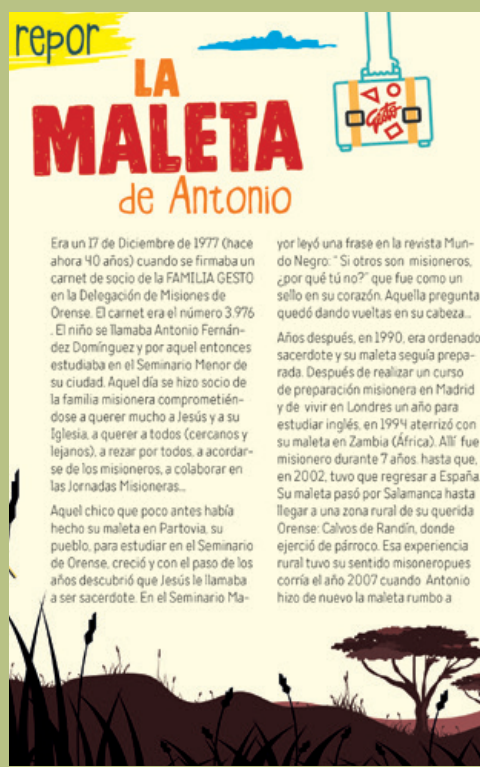 repor
LA
MALETA
de Antonio
Gesto
Era un 17 de Diciembre de 1977 (hace
ahora 40 años) cuando se firmaba un
carnet de socio de la FAMILIA GESTO
en la Delegación de Misiones de
Orense. El carnet era el número 3.976
. El niño se llamaba Antonio Fernán-
dez Domínguez y por aquel entonces
estudiaba en el Seminario Menor de
su ciudad. Aquel día se hizo socio de
la familia misionera comprometién-
dose a querer mucho a Jesús y a su
Iglesia, a querer a todos (cercanos y
lejanos), a rezar por todos, a acordar-
se de los misioneros, a colaborar en
las Jornadas Misioneras...
Aquel chico que poco antes había
hecho su maleta en Partovia, su
pueblo, para estudiar en el Seminario
de Orense, creció y con el paso de los
años descubrió que Jesús le llamaba
a ser sacerdote. En el Seminario Ma-
yor leyó una frase en la revista Mun-
do Negro: " Si otros son misioneros,
¿por qué tú no?" que fue como un
sello en su corazón. Aquella pregunta
quedó dando vueltas en su cabeza...
Años después, en 1990, era ordenado
sacerdote y su maleta seguía prepa-
rada. Después de realizar un curso
de preparación misionera en Madrid
y de vivir en Londres un año para
estudiar inglés, en 1994 aterrizó con
su maleta en Zambia (África). Allí fue
misionero durante 7 años. hasta que,
en 2002, tuvo que regresar a España.
Su maleta pasó por Salamanca hasta
llegar a una zona rural de su querida
Orense: Calvos de Randín, donde
ejerció de párroco. Esa experiencia
rural tuvo su sentido misoneropues
corría el año 2007 cuando Antonio
hizo de nuevo la maleta rumbo a